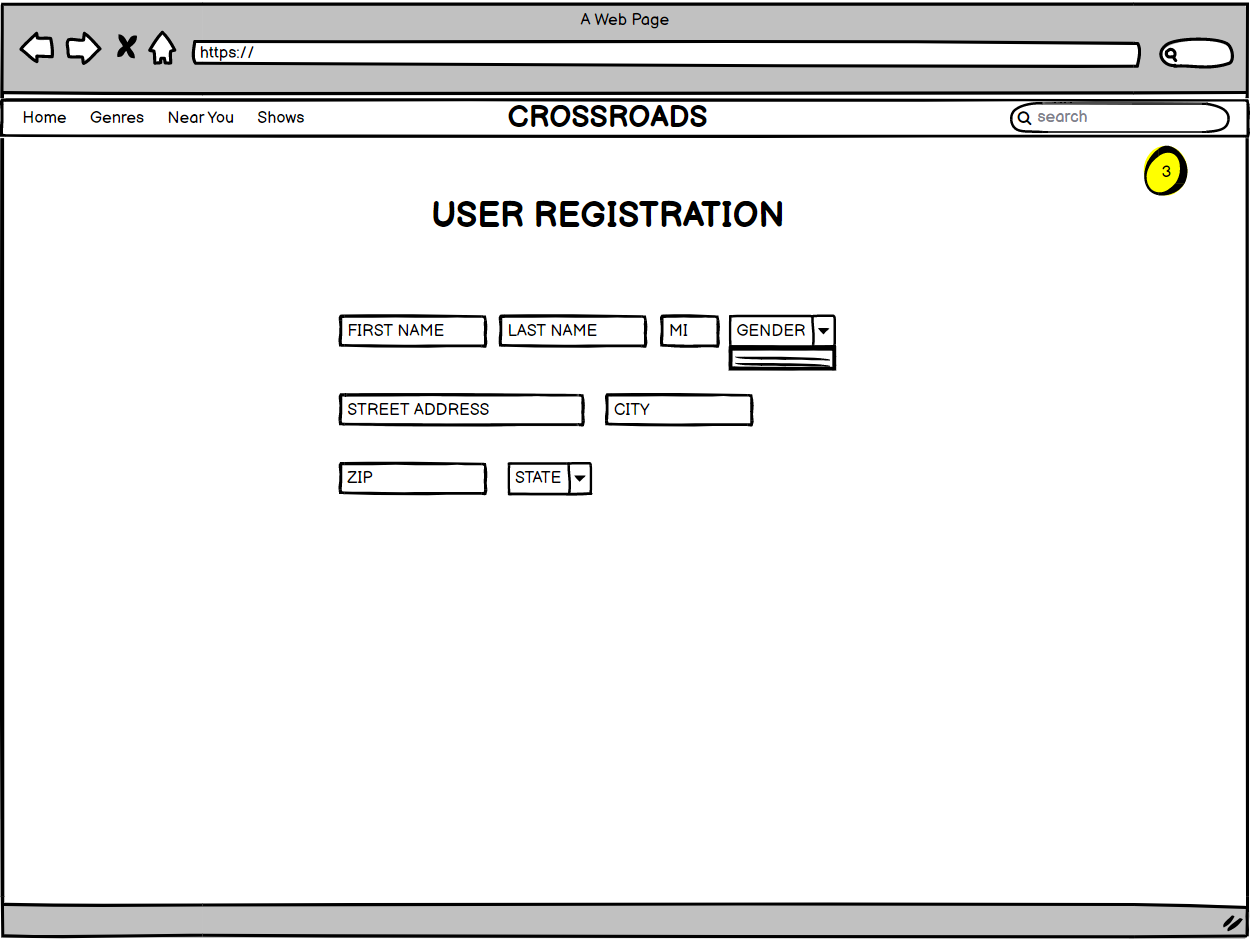 A Web Page
https://
Home Genres Near You Shows CROSSROADS search
3
USER REGISTRATION
FIRST NAME LAST NAME MI GENDER
STREET ADDRESS CITY
ZIP STATE